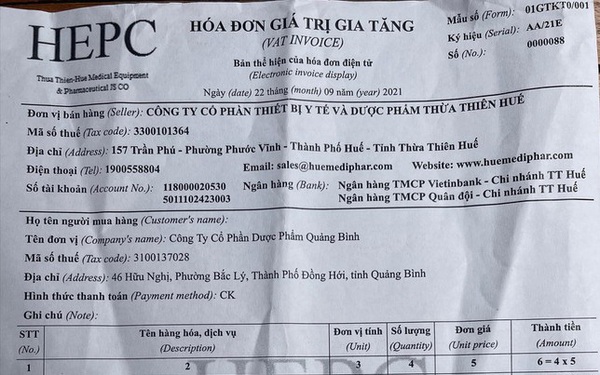 HEPC
Thua Thien-Hue Medical Equipment
& Pharmaceutical JS CO
HÓA ĐƠN GIÁ TRỊ GIA TĂNG
(VAT INVOICE)
Bản thể hiện của hóa đơn điện tử
(Electronic invoice display)
Ngày (date) 22 tháng (month) 09 năm (year) 2021
Mẫu số (Form): 01GTKT0/001
Ký hiệu (Serial): AA/21E
Số (No.): 0000088
Đơn vị bán hàng (Seller): CÔNG TY CỔ PHẦN THIẾT BỊ Y TẾ VÀ DƯỢC PHẨM THỪA THIÊN HUẾ
Mã số thuế (Tax code): 3300101364
Địa chỉ (Address): 157 Trần Phú - Phường Phước Vĩnh - Thành Phố Huế - Tỉnh Thừa Thiên Huế
Điện thoại (Tel): 1900558804 Email: sales@huemediphar.com Website: www.huemediphar.com
Số tài khoản (Account No.): 118000020530 Ngân hàng (Bank): Ngân hàng TMCP Vietinbank - Chi nhánh TT Huế
5011102423003 Ngân hàng TMCP Quân đội - Chi nhánh TT Huế
Họ tên người mua hàng (Customer's name):
Tên đơn vị (Company's name): Công Ty Cổ Phần Dược Phẩm Quảng Bình
Mã số thuế (Tax code): 3100137028
Địa chỉ (Address): 46 Hữu Nghị, Phường Bắc Lý, Thành Phố Đồng Hới, tỉnh Quảng Bình
Hình thức thanh toán (Payment method): CK
Ghi chú (Note):
STT Tên hàng hóa, dịch vụ Đơn vị tính Số lượng Đơn giá Thành tiền
(No.) (Description) (Unit) (Quantity) (Unit price) (Amount)
1 2 3 4 5 6 = 4 x 5
HEPC